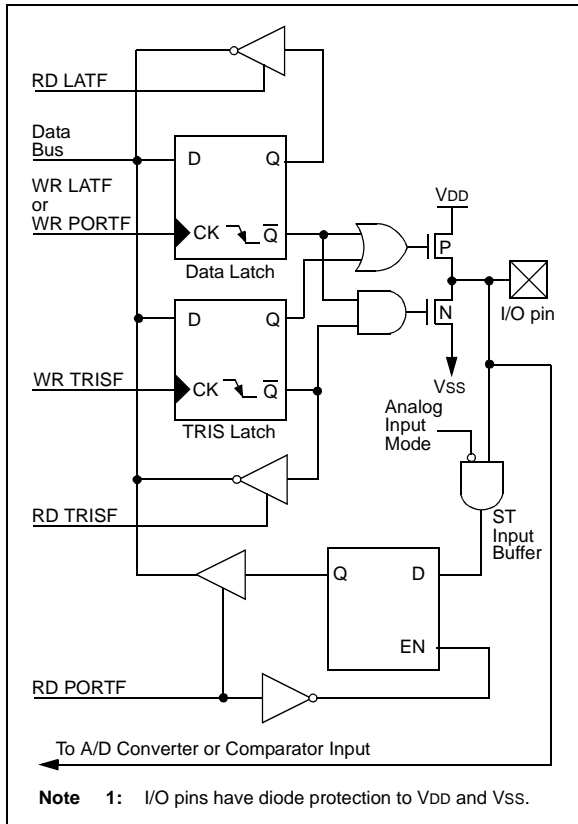 RD LATF
Data
Bus
WR LATF
or
WR PORTF
D
Q
CK
Q
Data Latch
VDD
P
N
I/O pin
VSS
D
Q
WR TRISF
CK
Q
TRIS Latch
Analog
Input
Mode
RD TRISF
ST
Input
Buffer
Q
D
EN
RD PORTF
To A/D Converter or Comparator Input
Note 1: I/O pins have diode protection to VDD and VSS.